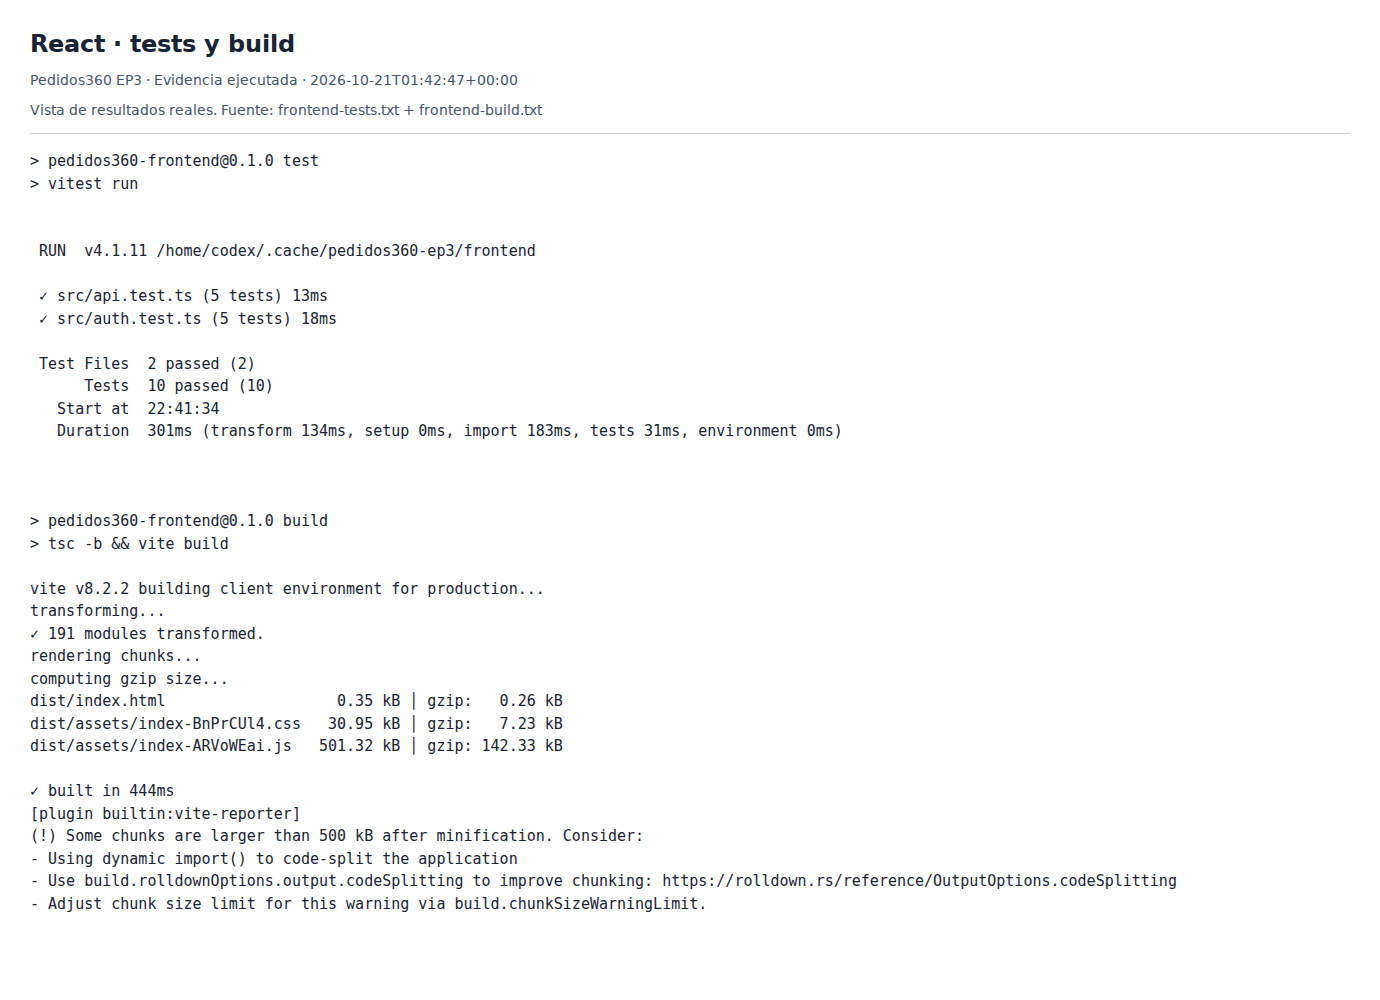 React · tests y build
Pedidos360 EP3 · Evidencia ejecutada · 2026-10-21T01:42:47+00:00
Vista de resultados reales. Fuente: frontend-tests.txt + frontend-build.txt
> pedidos360-frontend@0.1.0 test
> vitest run
RUN  v4.1.11 /home/codex/.cache/pedidos360-ep3/frontend
✓ src/api.test.ts (5 tests) 13ms
✓ src/auth.test.ts (5 tests) 18ms
Test Files  2 passed (2)
Tests  10 passed (10)
Start at  22:41:34
Duration  301ms (transform 134ms, setup 0ms, import 183ms, tests 31ms, environment 0ms)
> pedidos360-frontend@0.1.0 build
> tsc -b && vite build
vite v8.2.2 building client environment for production...
transforming...
✓ 191 modules transformed.
rendering chunks...
computing gzip size...
dist/index.html                   0.35 kB │ gzip:   0.26 kB
dist/assets/index-BnPrCUl4.css   30.95 kB │ gzip:   7.23 kB
dist/assets/index-ARVoWEai.js   501.32 kB │ gzip: 142.33 kB
✓ built in 444ms
[plugin builtin:vite-reporter]
(!) Some chunks are larger than 500 kB after minification. Consider:
- Using dynamic import() to code-split the application
- Use build.rolldownOptions.output.codeSplitting to improve chunking: https://rolldown.rs/reference/OutputOptions.codeSplitting
- Adjust chunk size limit for this warning via build.chunkSizeWarningLimit.